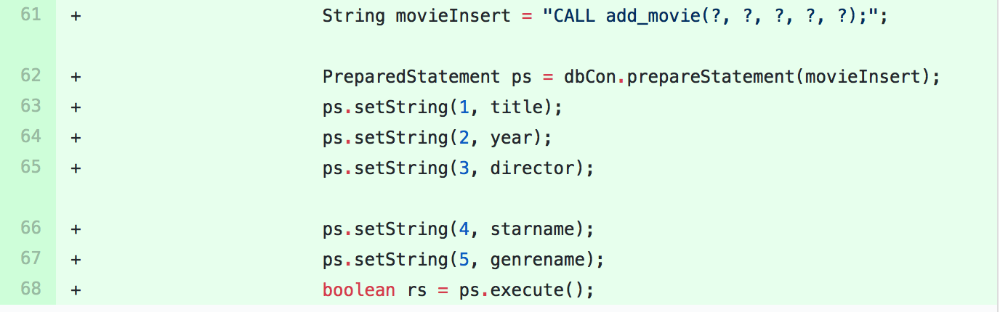 61 + String movieInsert = "CALL add_movie(?, ?, ?, ?, ?);";
62 + PreparedStatement ps = dbCon.prepareStatement(movieInsert);
63 + ps.setString(1, title);
64 + ps.setString(2, year);
65 + ps.setString(3, director);
66 + ps.setString(4, starname);
67 + ps.setString(5, genrename);
68 + boolean rs = ps.execute();